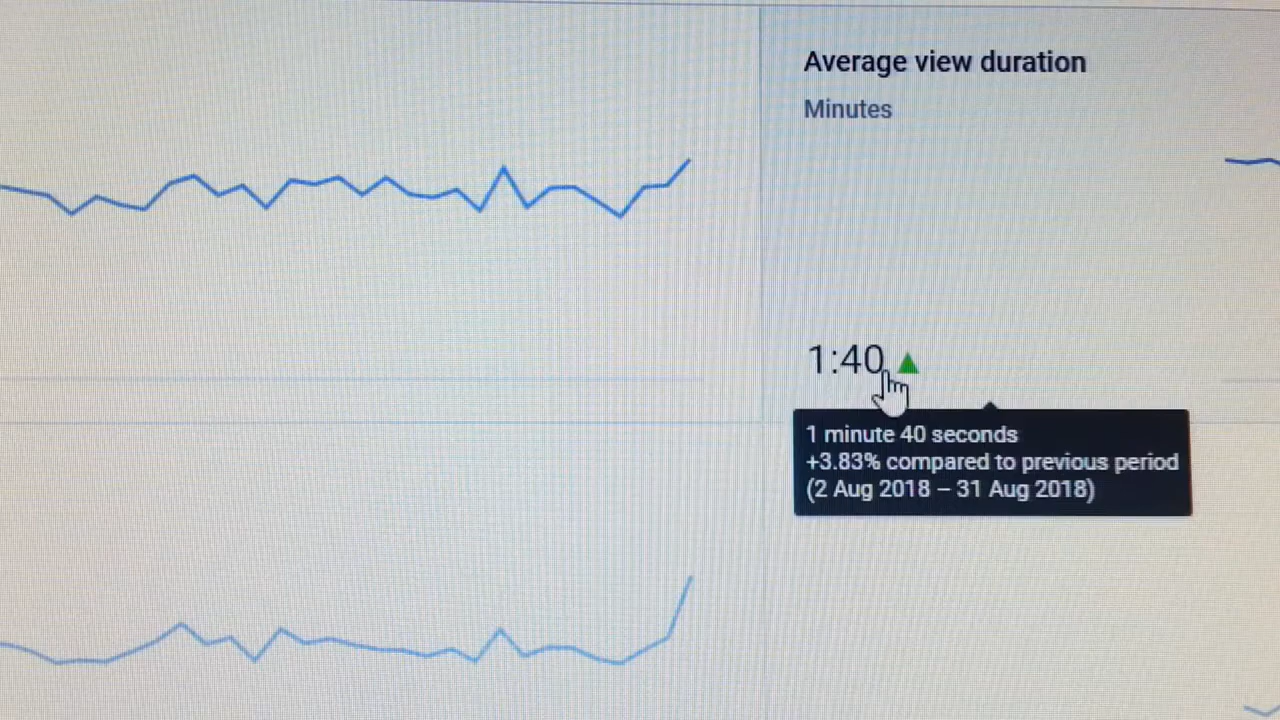 Average view duration
Minutes
1:40
1 minute 40 seconds
+3.83% compared to previous period
(2 Aug 2018 – 31 Aug 2018)